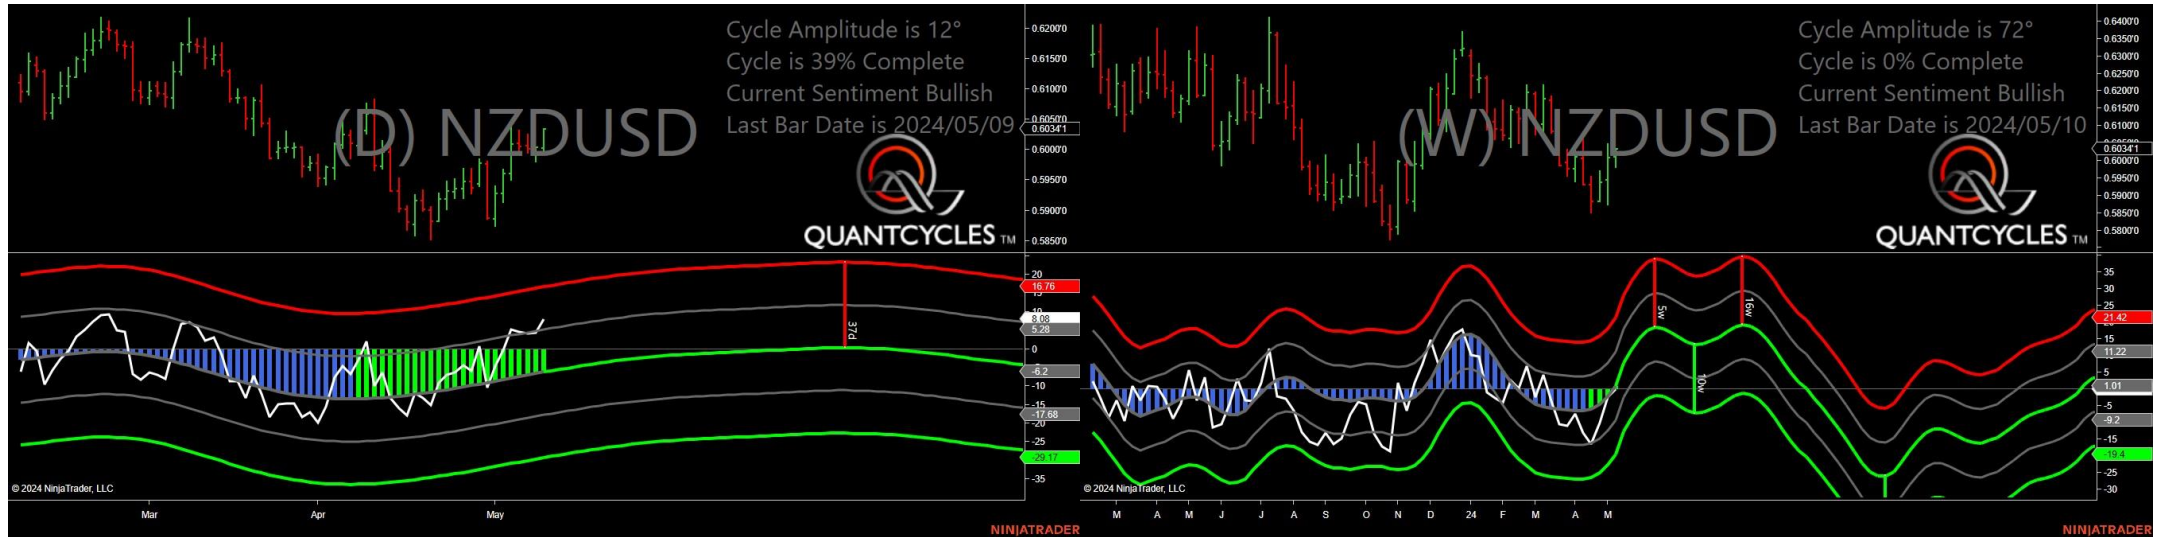 Cycle Amplitude is 12°
Cycle is 39% Complete
Current Sentiment Bullish
Last Bar Date is 2024/05/09
(D) NZDUSD
QUANTCYCLES TM
0.6200'0
0.6150'0
0.6100'0
0.6050'0
0.6034'1
0.6000'0
0.5950'0
0.5900'0
0.5850'0
20
16.76
15
10
8.08
5.28
0
-6.2
-10
-15
-17.68
-20
-25
-29.17
-35
37d
© 2024 NinjaTrader, LLC
Mar Apr May
NINJATRADER
Cycle Amplitude is 72°
Cycle is 0% Complete
Current Sentiment Bullish
Last Bar Date is 2024/05/10
(W) NZDUSD
QUANTCYCLES TM
0.6400'0
0.6350'0
0.6300'0
0.6250'0
0.6200'0
0.6150'0
0.6100'0
0.6034'1
0.6000'0
0.5950'0
0.5900'0
0.5850'0
0.5800'0
35
30
25
21.42
15
11.22
5
1.01
-5
-9.2
-15
-19.4
-25
-30
5w
16w
10w
© 2024 NinjaTrader, LLC
M A M J J A S O N D 24 F M A M
NINJATRADER